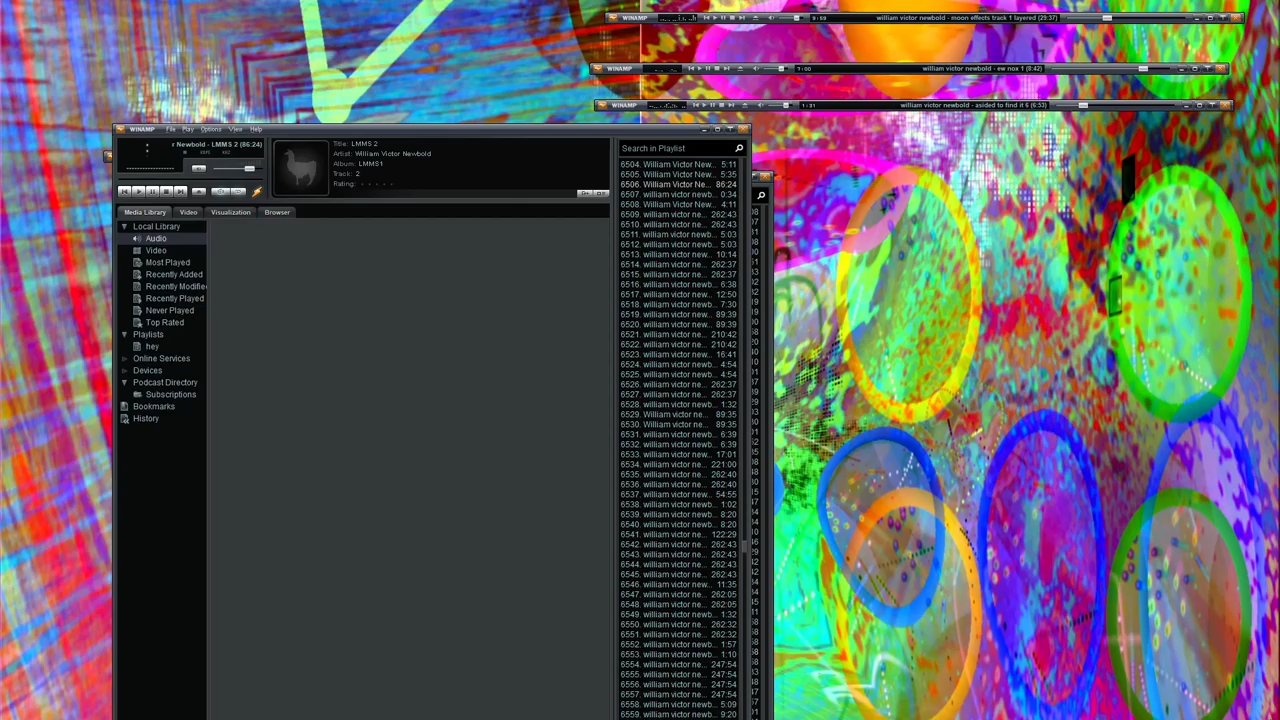 WINAMP 9:59 william victor newbold - moon effects track 1 layered (29:37)
WINAMP 1:00 william victor newbold - ew nox 1 (8:42)
WINAMP 1:31 william victor newbold - asided to find it 6 (6:53)
WINAMP File Play Options View Help
r Newbold - LMMS 2 (86:24)
Title: LMMS 2
Artist: William Victor Newbold
Album: LMMS1
Track: 2
Rating:
Search in Playlist
Media Library Video Visualization Browser
Local Library
Audio
Video
Most Played
Recently Added
Recently Modifie
Recently Played
Never Played
Top Rated
Playlists
hey
Online Services
Devices
Podcast Directory
Subscriptions
Bookmarks
History
6504. William Victor New... 5:11
6505. William Victor New... 5:35
6506. William Victor Ne... 86:24
6507. william victor newb... 0:34
6508. William Victor New... 4:11
6509. william victor ne... 262:43
6510. william victor ne... 262:43
6511. william victor newb... 5:03
6512. william victor newb... 5:03
6513. william victor new... 10:14
6514. william victor ne... 262:37
6515. william victor ne... 262:37
6516. william victor newb... 6:38
6517. william victor new... 12:50
6518. william victor newb... 7:30
6519. william victor new... 89:39
6520. william victor new... 89:39
6521. william victor ne... 210:42
6522. william victor ne... 210:42
6523. william victor new... 16:41
6524. william victor newb... 4:54
6525. william victor newb... 4:54
6526. william victor ne... 262:37
6527. william victor ne... 262:37
6528. william victor newb... 1:32
6529. William victor ne... 89:35
6530. William victor ne... 89:35
6531. william victor newb... 6:39
6532. william victor newb... 6:39
6533. william victor new... 17:01
6534. william victor ne... 221:00
6535. william victor ne... 262:40
6536. william victor ne... 262:40
6537. william victor new... 54:55
6538. william victor newb... 1:02
6539. william victor newb... 8:20
6540. william victor newb... 8:20
6541. william victor ne... 122:29
6542. william victor ne... 262:43
6543. william victor ne... 262:43
6544. william victor ne... 262:43
6545. william victor ne... 262:43
6546. william victor new... 11:35
6547. william victor ne... 262:05
6548. william victor ne... 262:05
6549. william victor newb... 1:32
6550. william victor ne... 262:32
6551. william victor ne... 262:32
6552. william victor newb... 1:57
6553. william victor newb... 1:10
6554. william victor ne... 247:54
6555. william victor ne... 247:54
6556. william victor ne... 247:54
6557. william victor ne... 247:54
6558. william victor newb... 5:09
6559. william victor newb... 9:20